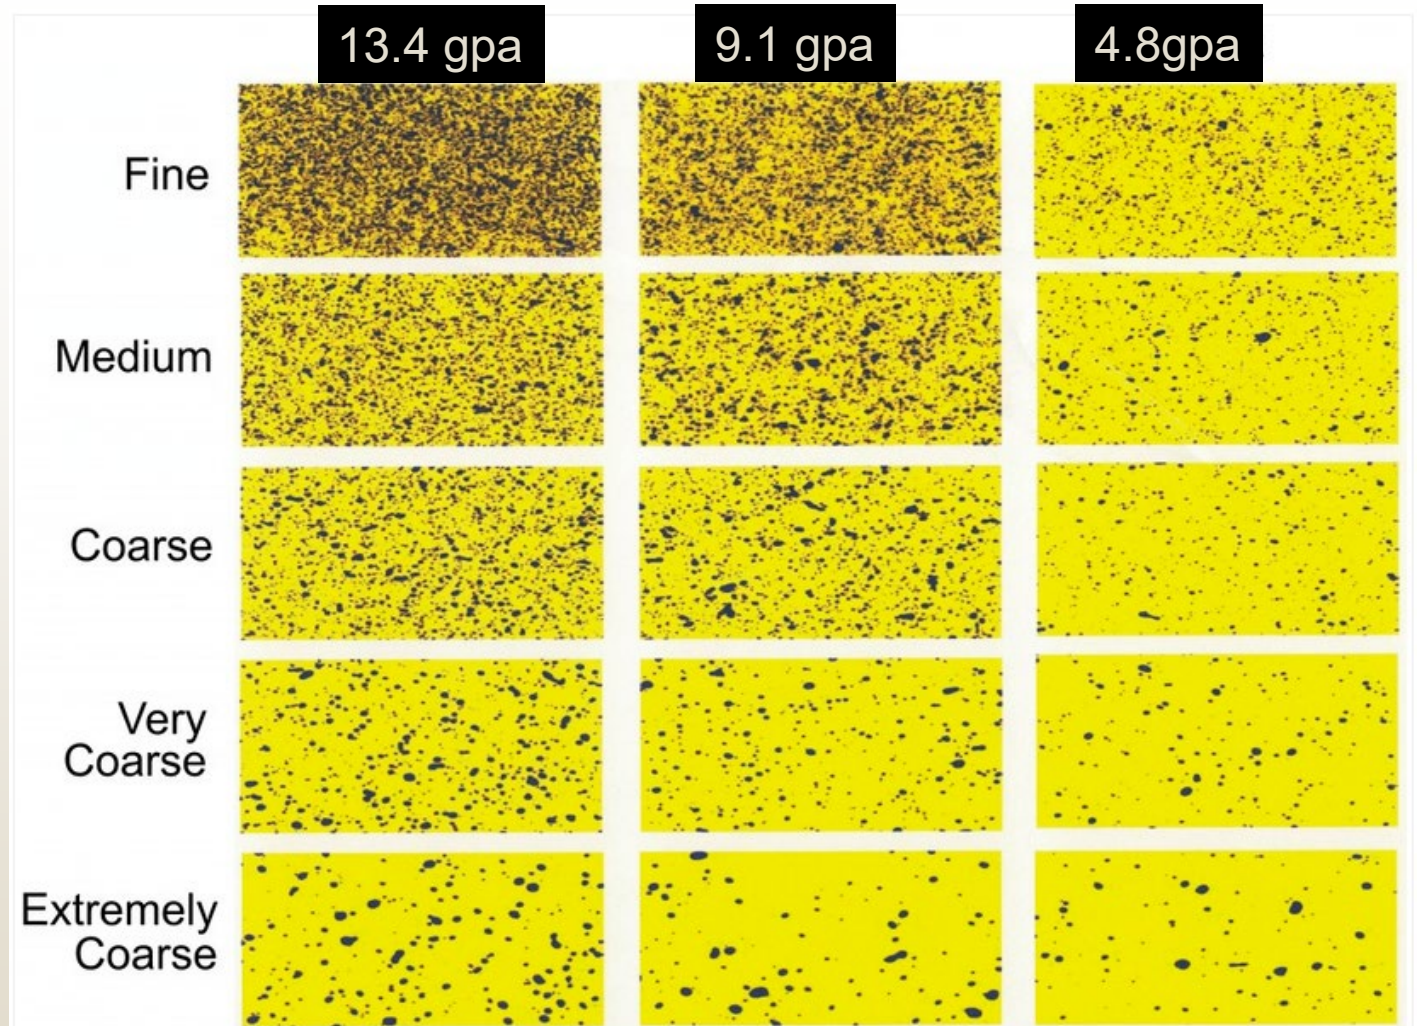 13.4 gpa
9.1 gpa
4.8gpa
Fine
Medium
Coarse
Very
Coarse
Extremely
Coarse